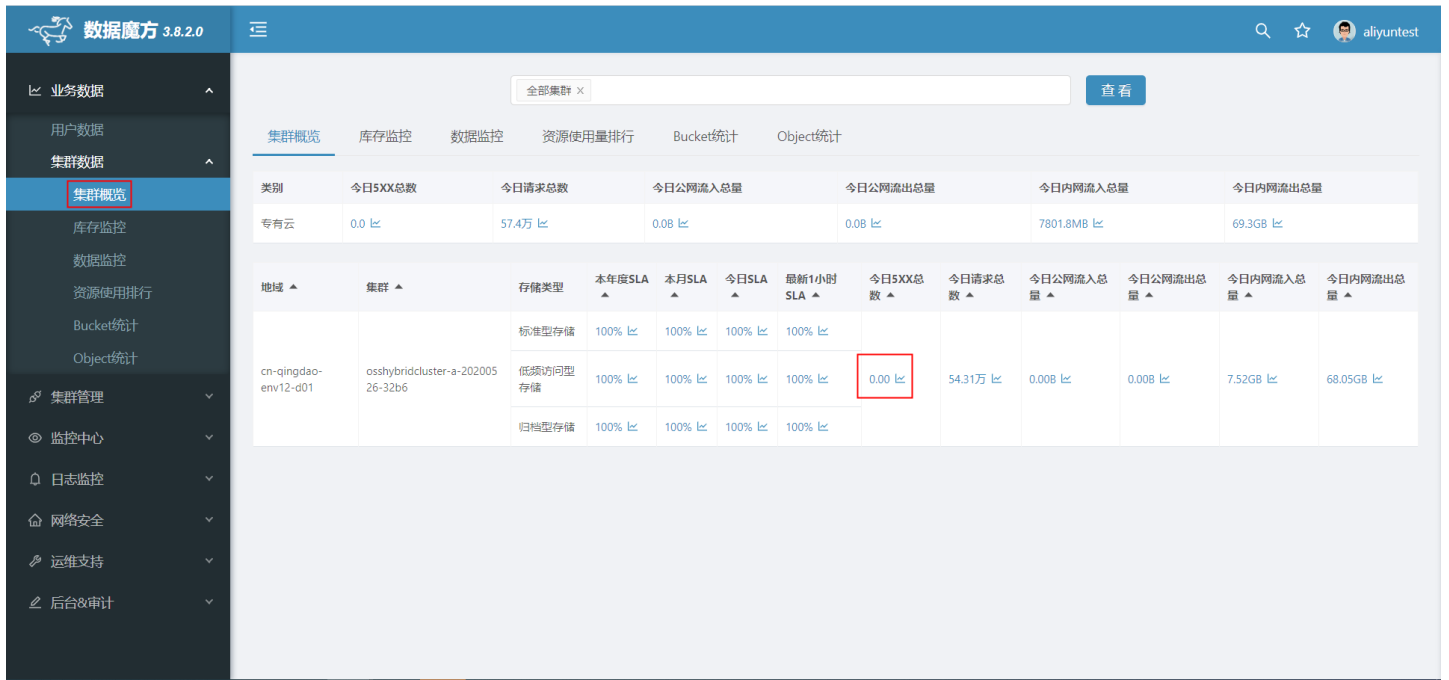 数据魔方 3.8.2.0
aliyuntest
业务数据
用户数据
集群数据
集群概览
库存监控
数据监控
资源使用排行
Bucket统计
Object统计
集群管理
监控中心
日志监控
网络安全
运维支持
后台&审计
全部集群 X
查看
集群概览 库存监控 数据监控 资源使用量排行 Bucket统计 Object统计
类别 今日5XX总数 今日请求总数 今日公网流入总量 今日公网流出总量 今日内网流入总量 今日内网流出总量
专有云 0.0 57.4万 0.0B 0.0B 7801.8MB 69.3GB
地域 集群 存储类型 本年度SLA 本月SLA 今日SLA 最新1小时
SLA 今日5XX总
数 今日请求总
数 今日公网流入总
量 今日公网流出总
量 今日内网流入总
量 今日内网流出总
量
cn-qingdao-
env12-d01
osshybridcluster-a-202005
26-32b6
标准型存储 100% 100% 100% 100%
低频访问型
存储 100% 100% 100% 100%
归档型存储 100% 100% 100% 100%
0.00 54.31万 0.00B 0.00B 7.52GB 68.05GB